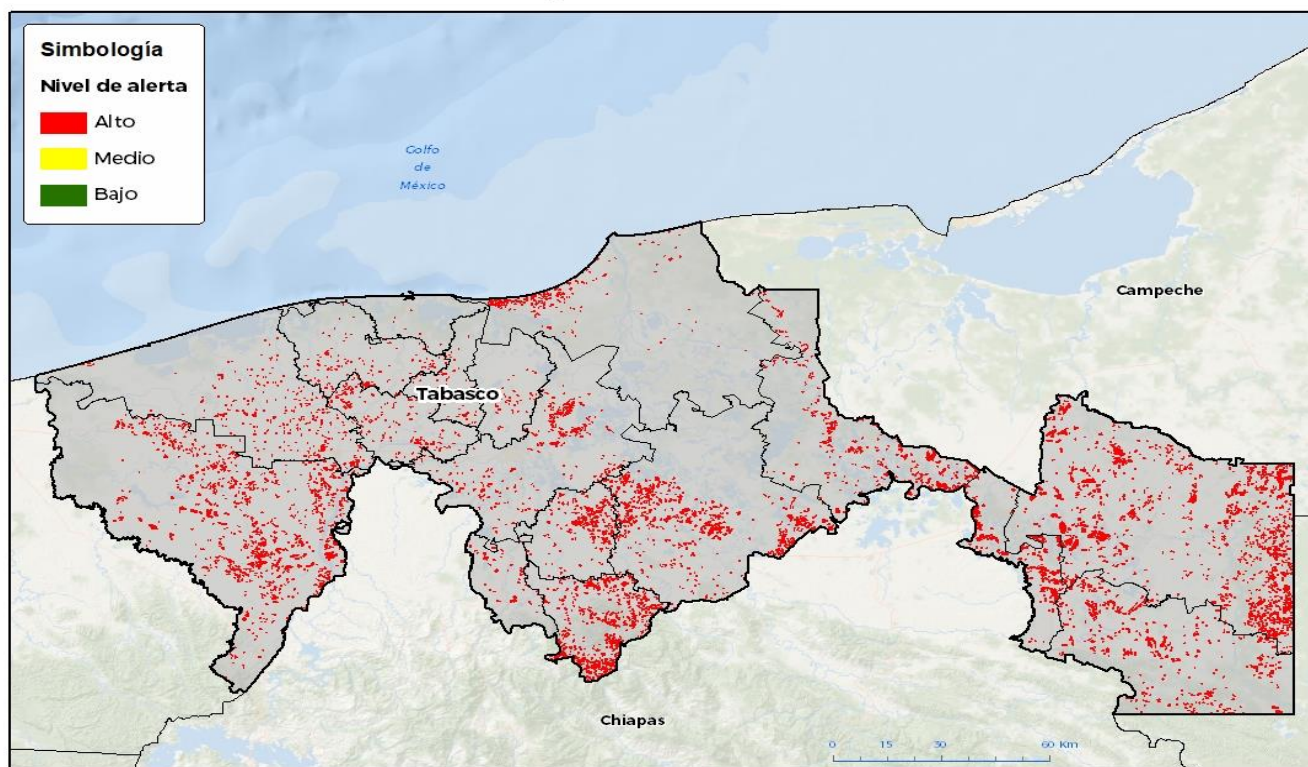 Simbología
Nivel de alerta
Alto
Medio
Bajo
Golfo
de
México
Campeche
Tabasco
Chiapas
0 15 30 60 Km